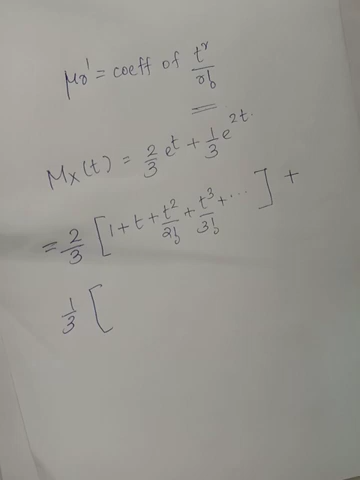 μr' = coeff of t^r/r!
Mx(t) = 2/3 e^t + 1/3 e^2t.
= 2/3 [1 + t + t^2/2! + t^3/3! + ...] +
1/3 [